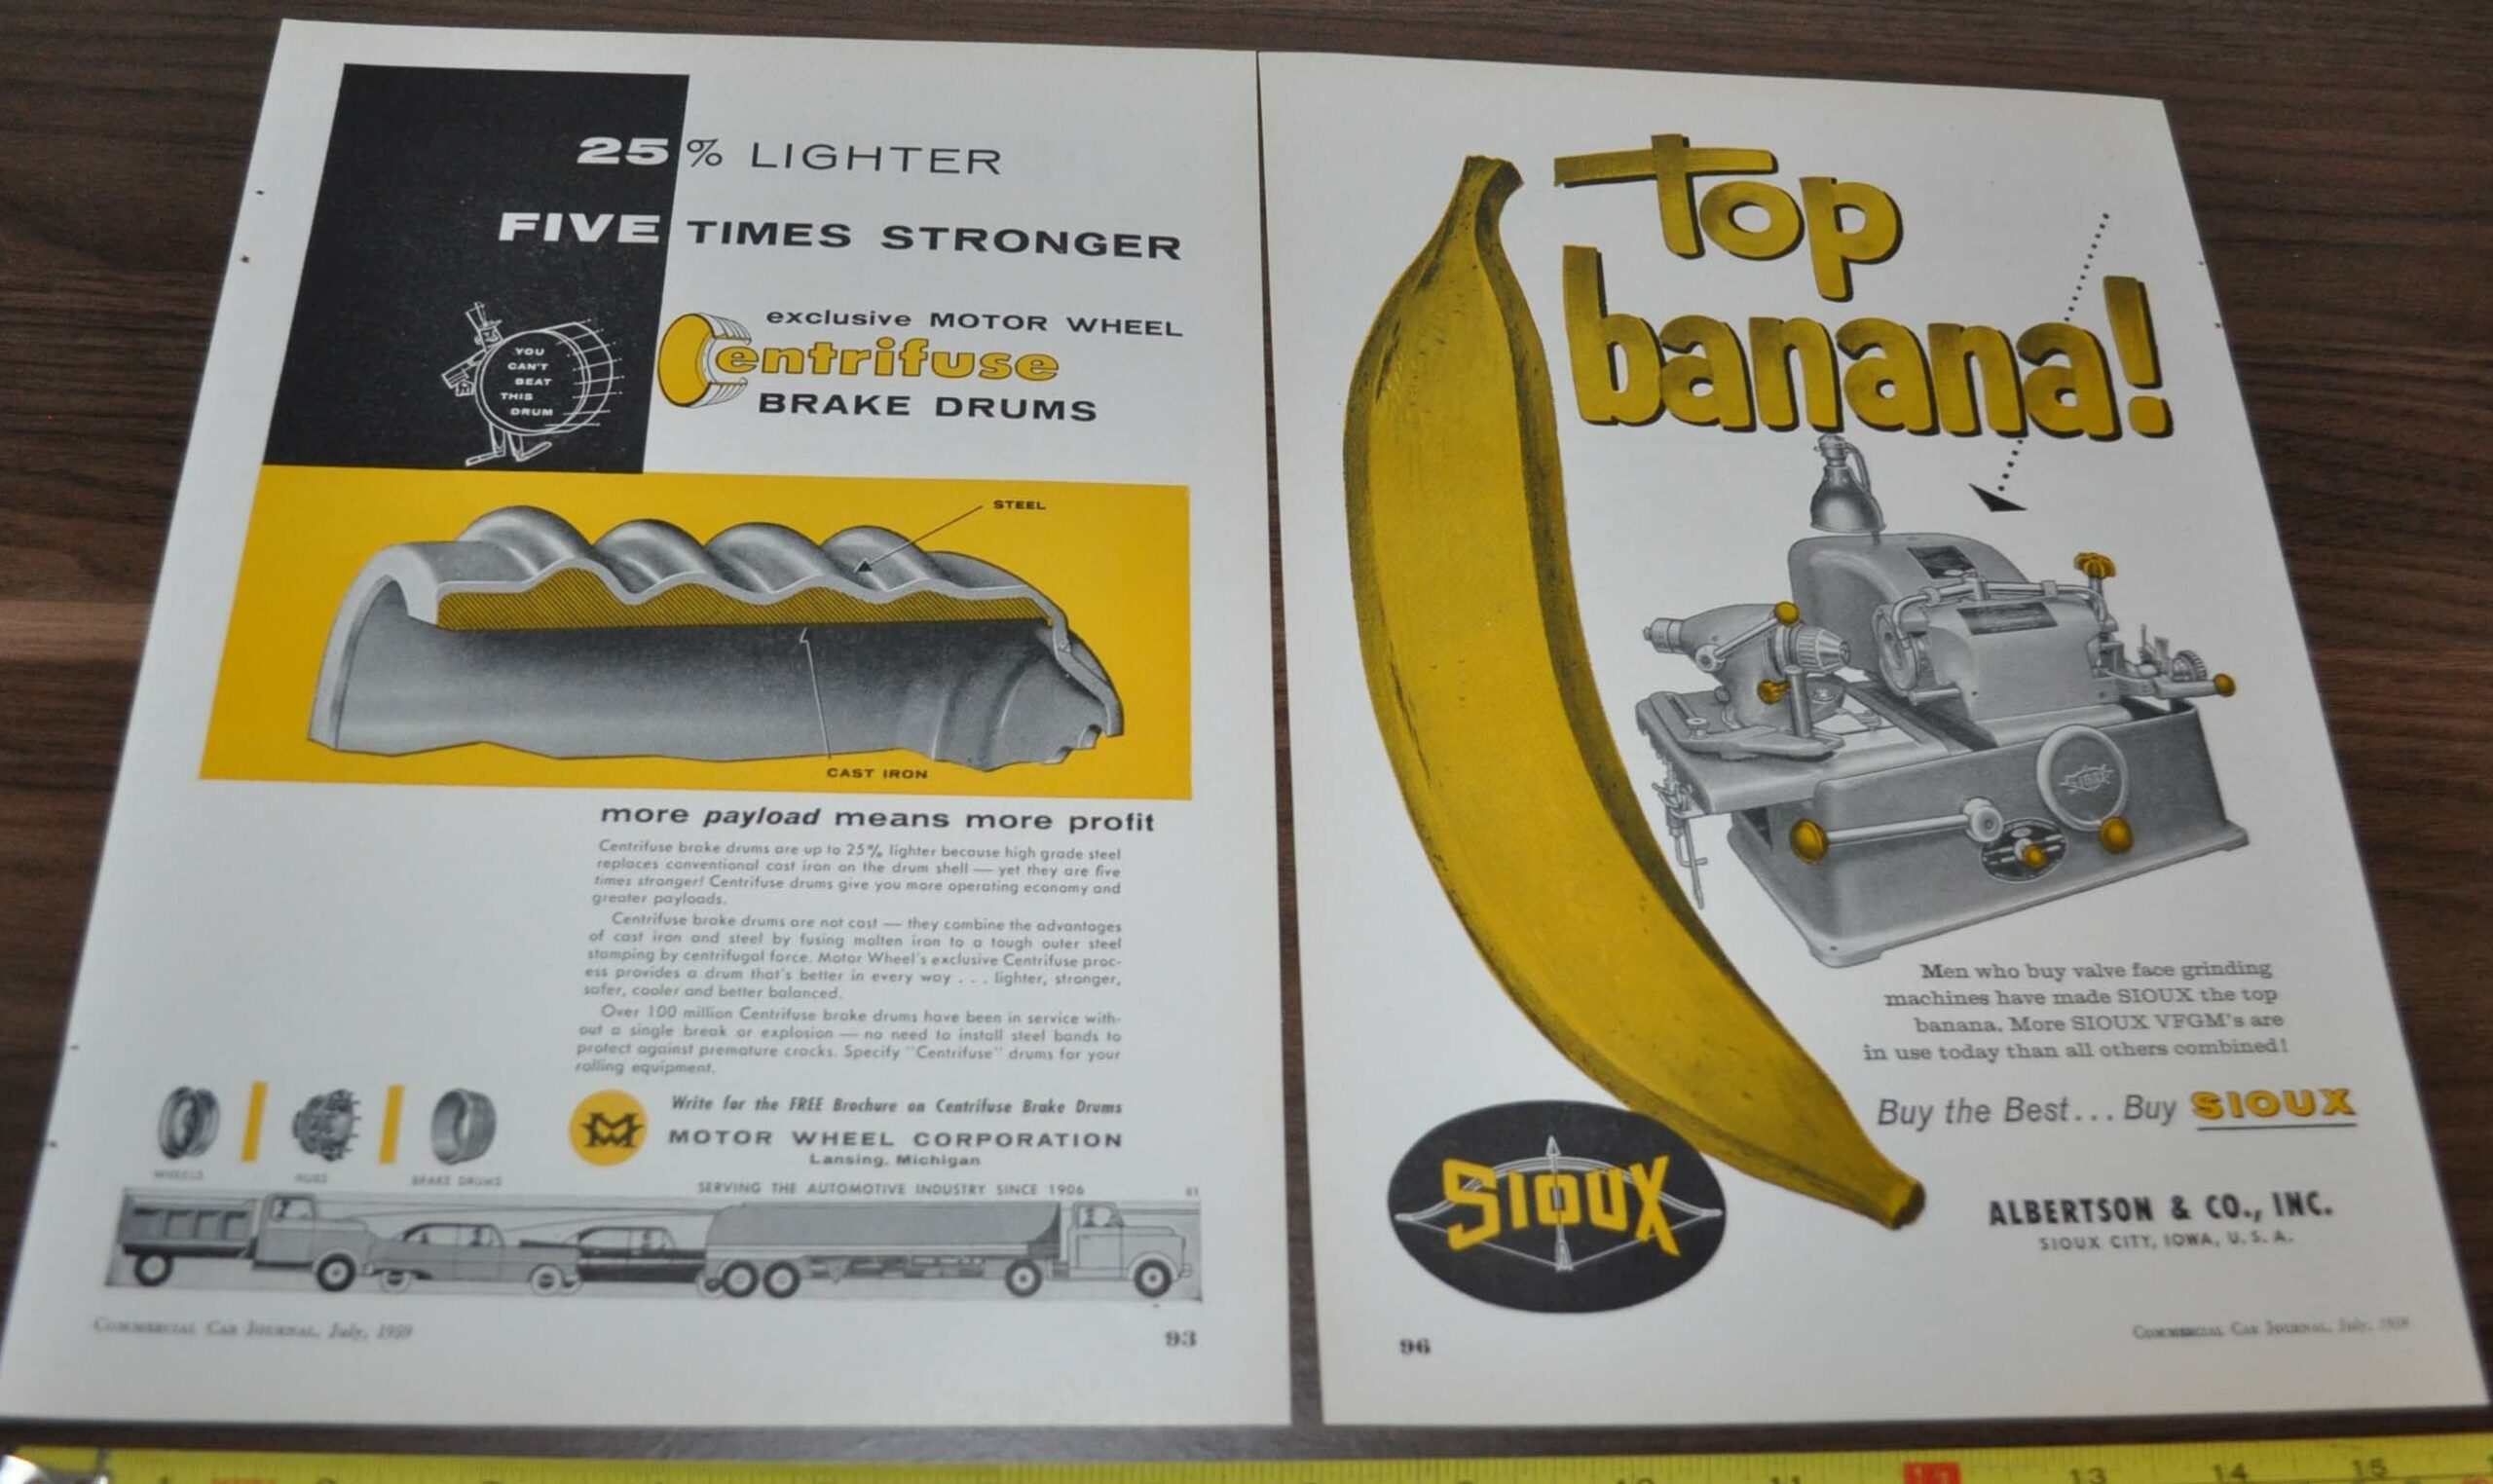 25% LIGHTER
FIVE TIMES STRONGER
YOU
CAN'T
BEAT
THIS
DRUM
exclusive MOTOR WHEEL
Centrifuse
BRAKE DRUMS
STEEL
CAST IRON
more payload means more profit
Centrifuse brake drums are up to 25% lighter because high grade steel
replaces conventional cast iron on the drum shell — yet they are five
times stronger! Centrifuse drums give you more operating economy and
greater payloads.
Centrifuse brake drums are not cast — they combine the advantages
of cast iron and steel by fusing molten iron to a tough outer steel
stamping by centrifugal force. Motor Wheel's exclusive Centrifuse proc-
ess provides a drum that's better in every way . . . lighter, stronger,
safer, cooler and better balanced.
Over 100 million Centrifuse brake drums have been in service with-
out a single break or explosion — no need to install steel bands to
protect against premature cracks. Specify "Centrifuse" drums for your
rolling equipment.
WHEELS
HUBS
BRAKE DRUMS
MW
Write for the FREE Brochure on Centrifuse Brake Drums
MOTOR WHEEL CORPORATION
Lansing, Michigan
SERVING THE AUTOMOTIVE INDUSTRY SINCE 1906
61
COMMERCIAL CAR JOURNAL, July, 1959
93
Top
banana!
SIOUX
Men who buy valve face grinding
machines have made SIOUX the top
banana. More SIOUX VFGM's are
in use today than all others combined!
Buy the Best... Buy SIOUX
SIOUX
ALBERTSON & CO., INC.
SIOUX CITY, IOWA, U. S. A.
96
COMMERCIAL CAR JOURNAL, July, 1959
13
14
15